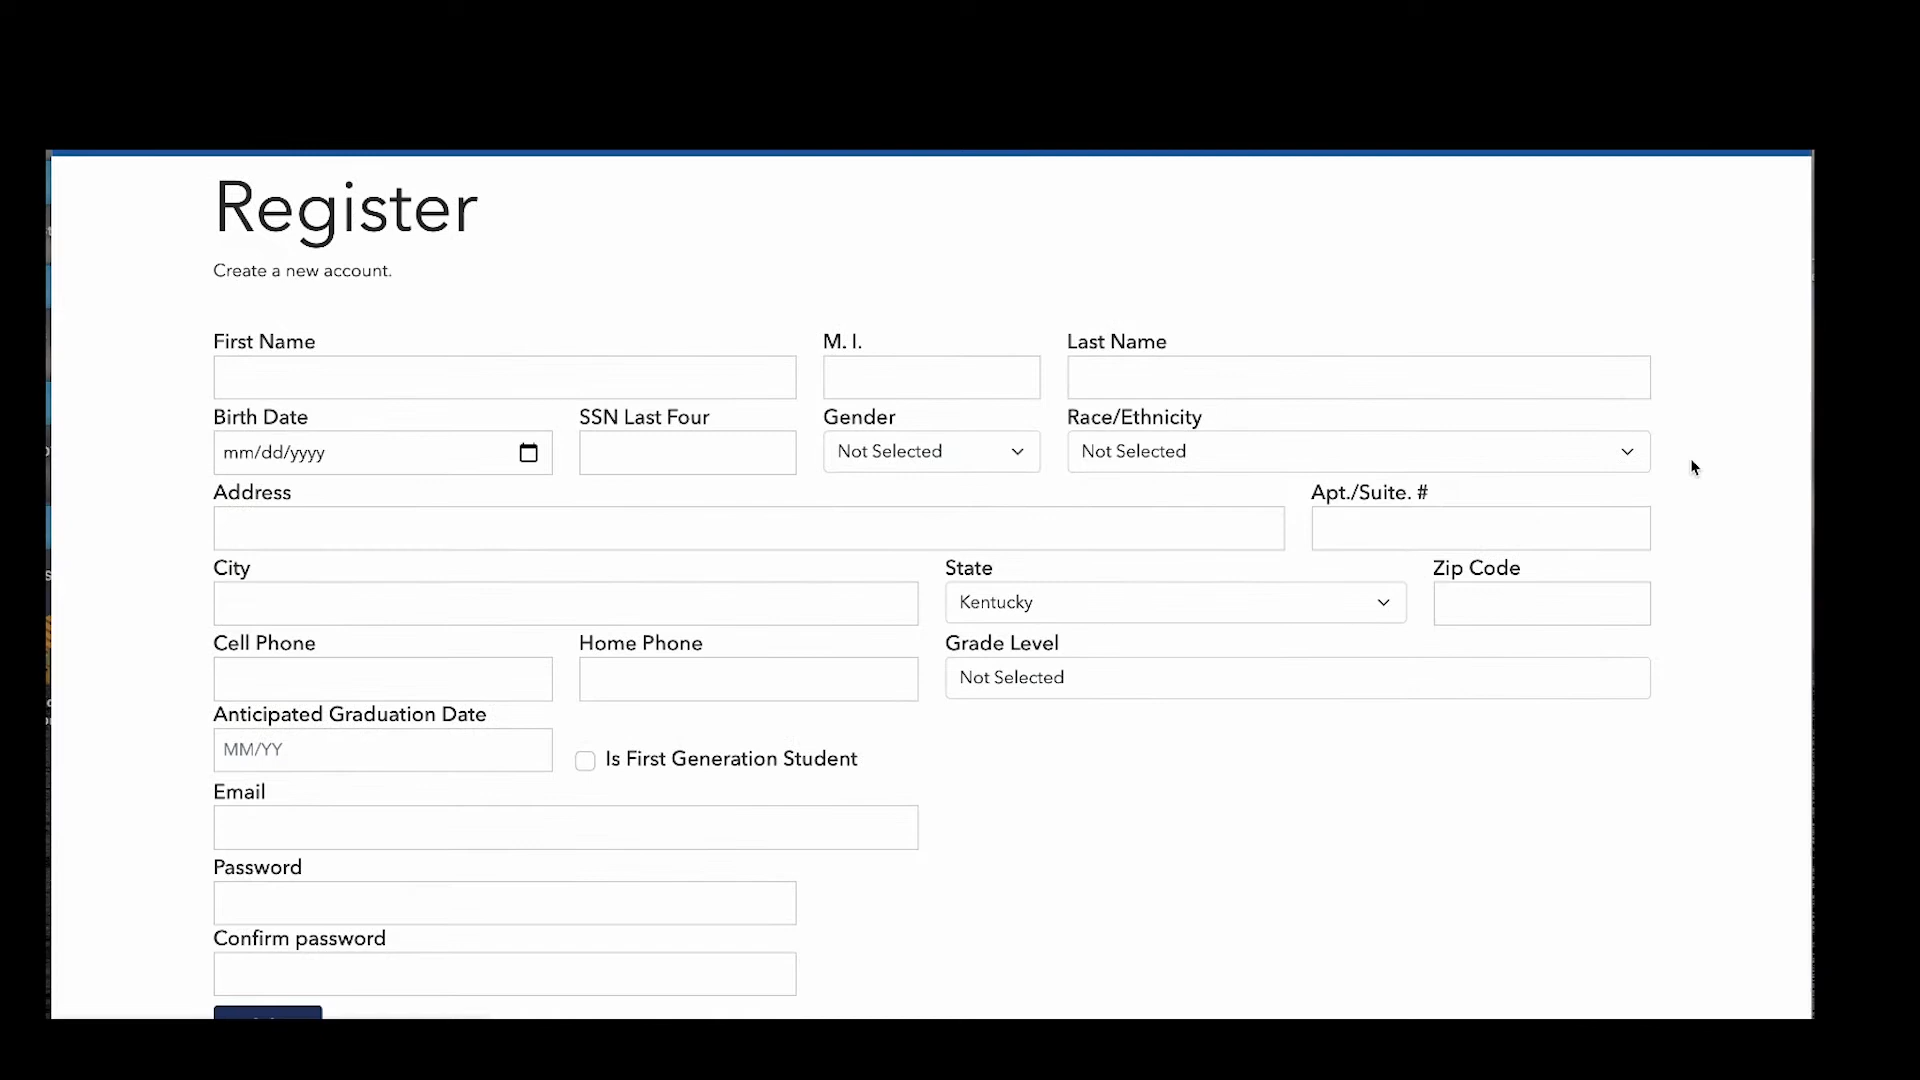 Register
Create a new account.
First Name M. I. Last Name
Birth Date SSN Last Four Gender Race/Ethnicity
mm/dd/yyyy Not Selected Not Selected
Address Apt./Suite. #
City State Zip Code
Kentucky
Cell Phone Home Phone Grade Level
Not Selected
Anticipated Graduation Date
MM/YY
Is First Generation Student
Email
Password
Confirm password